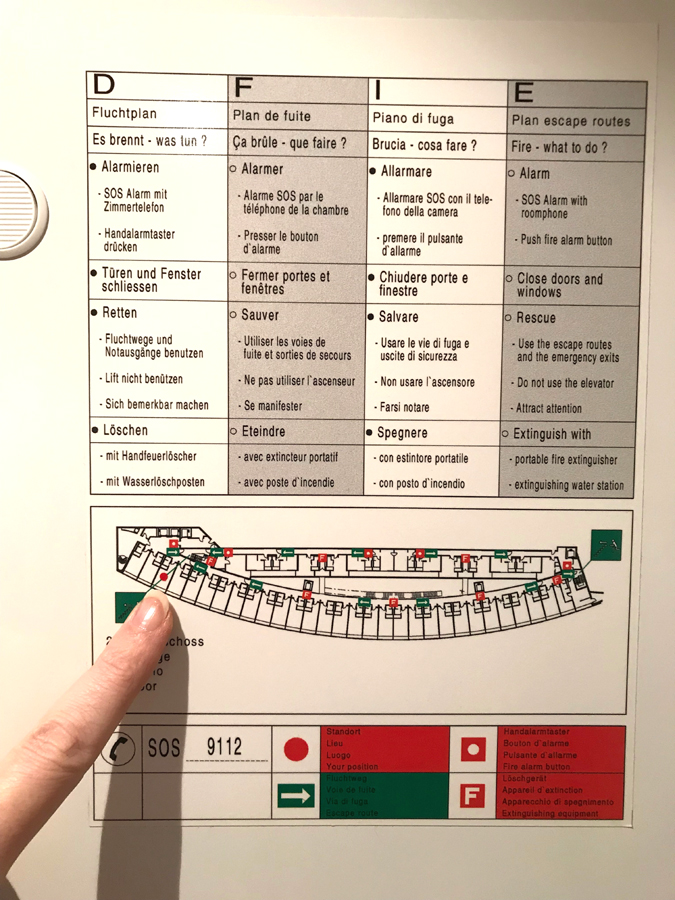 D
F
I
E
Fluchtplan
Plan de fuite
Piano di fuga
Plan escape routes
Es brennt - was tun ?
Ça brûle - que faire ?
Brucia - cosa fare ?
Fire - what to do ?
Alarmieren
- SOS Alarm mit
Zimmertelefon
- Handalarmtaster
drücken
Alarmer
- Alarme SOS par le
téléphone de la chambre
- Presser le bouton
d`alarme
Allarmare
- Allarmare SOS con il tele-
fono della camera
- premere il pulsante
d`allarme
Alarm
- SOS Alarm with
roomphone
- Push fire alarm button
Türen und Fenster
schliessen
Fermer portes et
fenêtres
Chiudere porte e
finestre
Close doors and
windows
Retten
- Fluchtwege und
Notausgänge benutzen
- Lift nicht benützen
- Sich bemerkbar machen
Sauver
- Utiliser les voies de
fuite et sorties de secours
- Ne pas utiliser l`ascenseur
- Se manifester
Salvare
- Usare le vie di fuga e
uscite di sicurezza
- Non usare l`ascensore
- Farsi notare
Rescue
- Use the escape routes
and the emergency exits
- Do not use the elevator
- Attract attention
Löschen
Eteindre
Spegnere
Extinguish with
- mit Handfeuerlöscher
- mit Wasserlöschposten
- avec extincteur portatif
- avec poste d`incendie
- con estintore portatile
- con posto d`incendio
- portable fire extinguisher
- extinguishing water station
F
F
F
F
F
F
F
SOS 9112
Standort
Lieu
Luogo
Your position
Handalarmtaster
Bouton d`alarme
Pulsante d`allarme
Fire alarm button
Fluchtweg
Voie de fuite
Via di fuga
Escape route
F
Löschgerät
Appareil d`extinction
Apparecchio di spegnimento
Extinguishing equipment